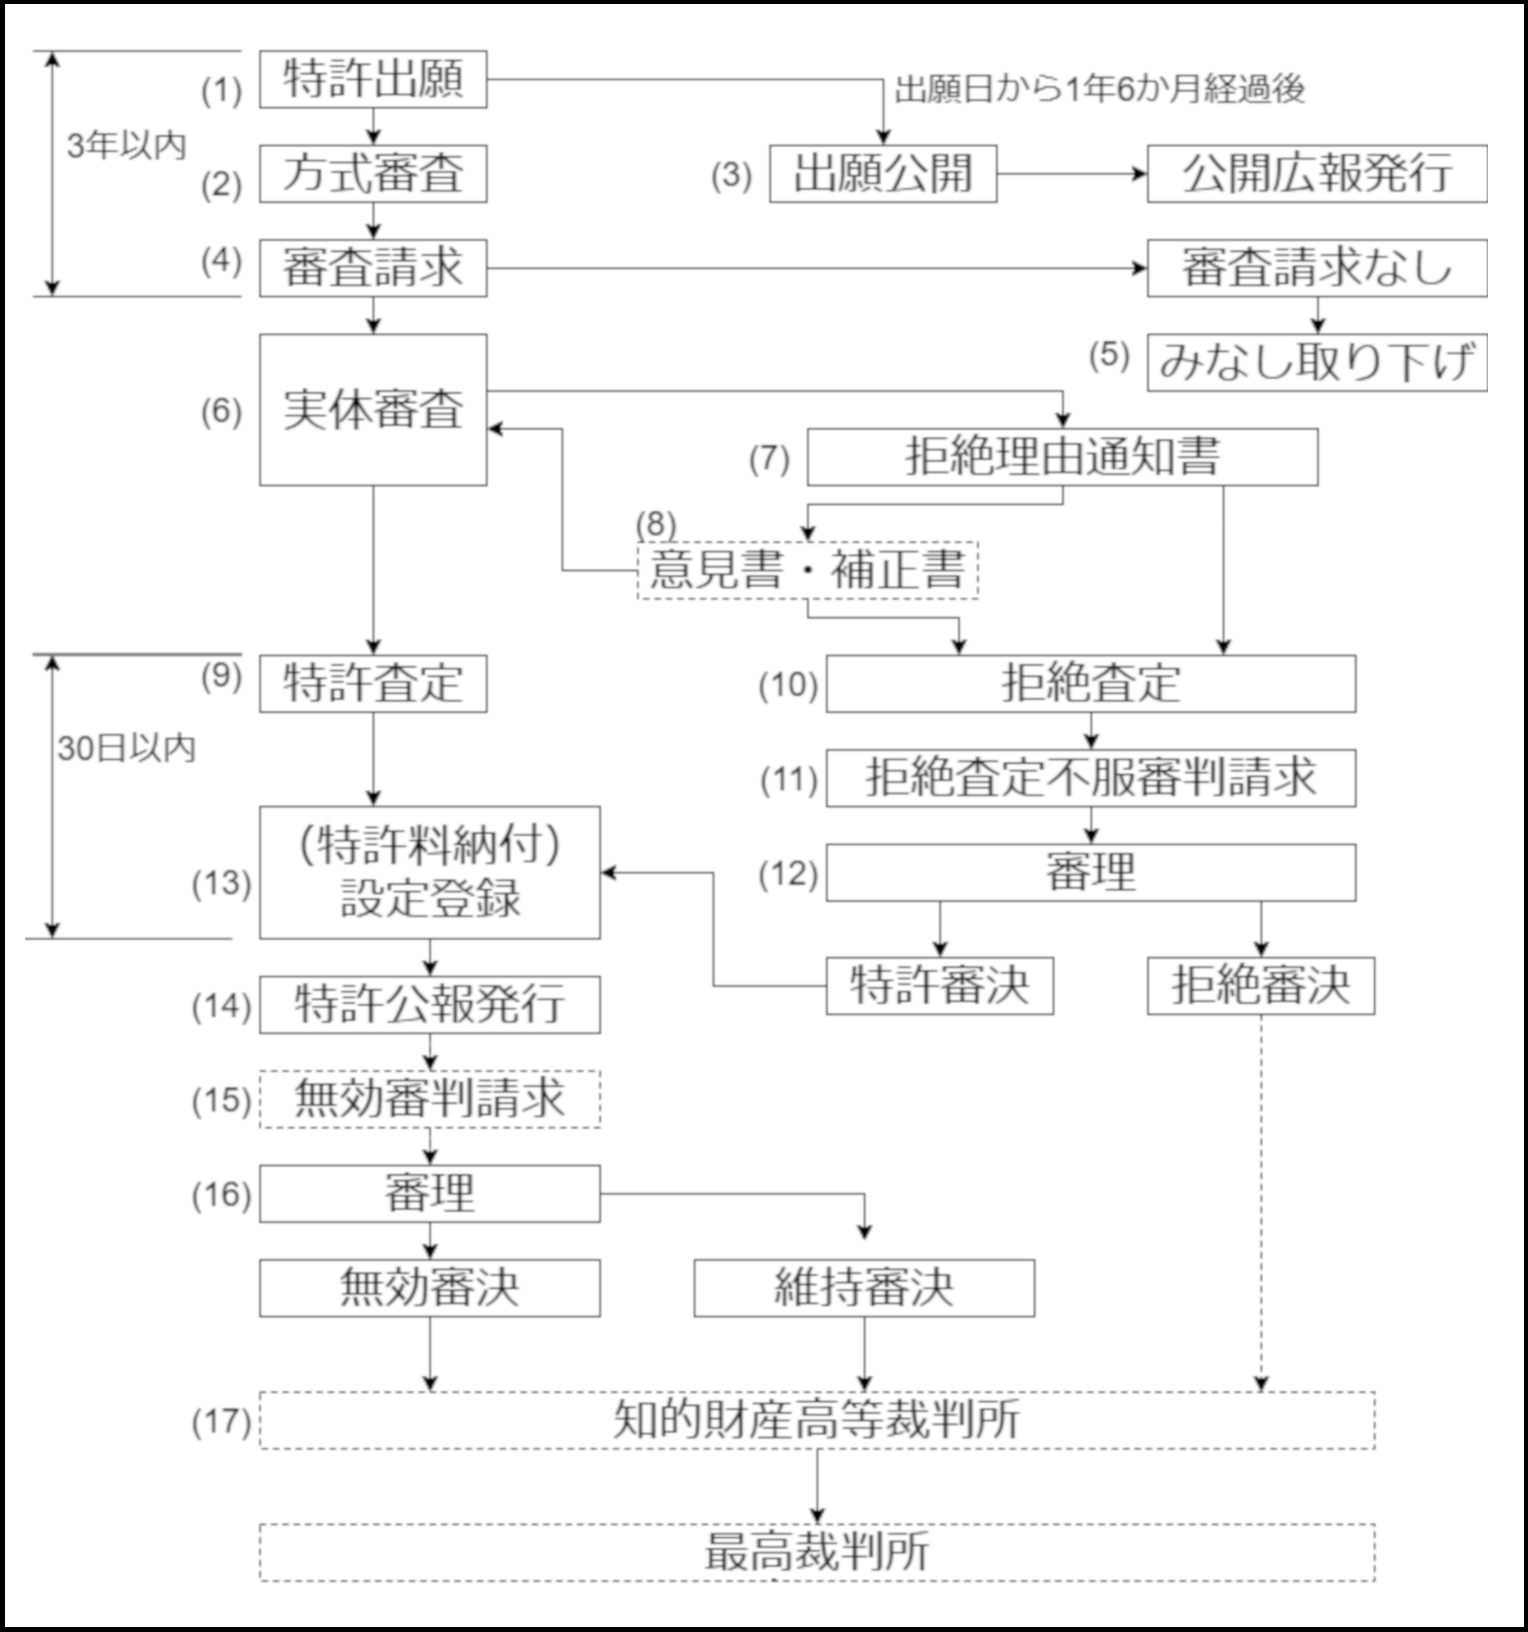 (1)
特許出願
出願日から1年6か月経過後
3年以内
(2)
方式審査
(3)
出願公開
公開広報発行
(4)
審査請求
審査請求なし
(5)
みなし取り下げ
(6)
実体審査
(7)
拒絶理由通知書
(8)
意見書・補正書
(9)
特許査定
(10)
拒絶査定
30日以内
(11)
拒絶査定不服審判請求
(13)
(特許料納付)
設定登録
(12)
審理
特許審決
拒絶審決
(14)
特許公報発行
(15)
無効審判請求
(16)
審理
無効審決
維持審決
(17)
知的財産高等裁判所
最高裁判所